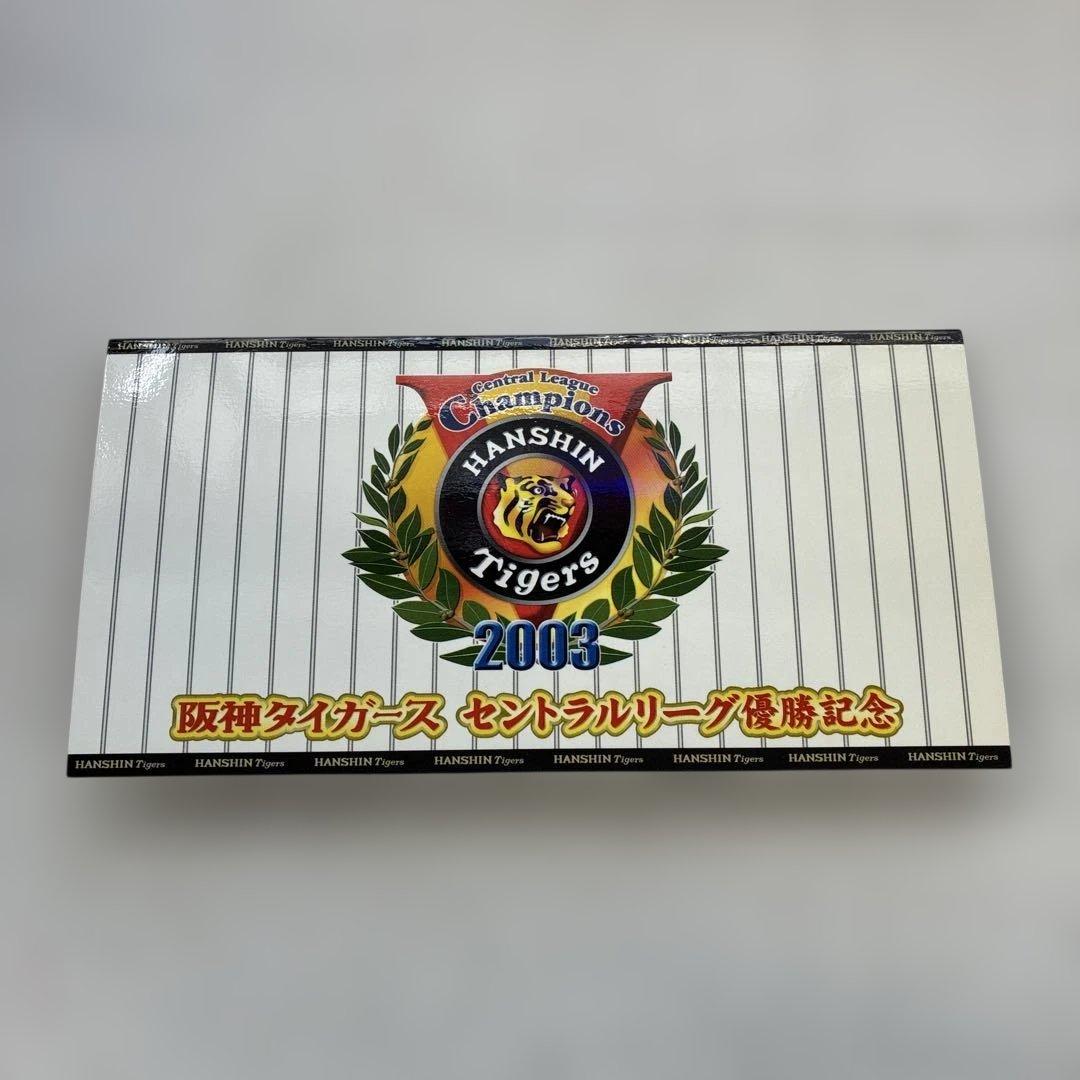 HANSHIN Tigers HANSHIN Tigers HANSHIN Tigers HANSHIN Tigers HANSHIN Tigers HANSHIN Tigers HANSHIN Tigers HANSHIN Tigers
Central League
Champions
HANSHIN
Tigers
2003
阪神タイガース セントラルリーグ優勝記念
HANSHIN Tigers HANSHIN Tigers HANSHIN Tigers HANSHIN Tigers HANSHIN Tigers HANSHIN Tigers HANSHIN Tigers HANSHIN Tigers